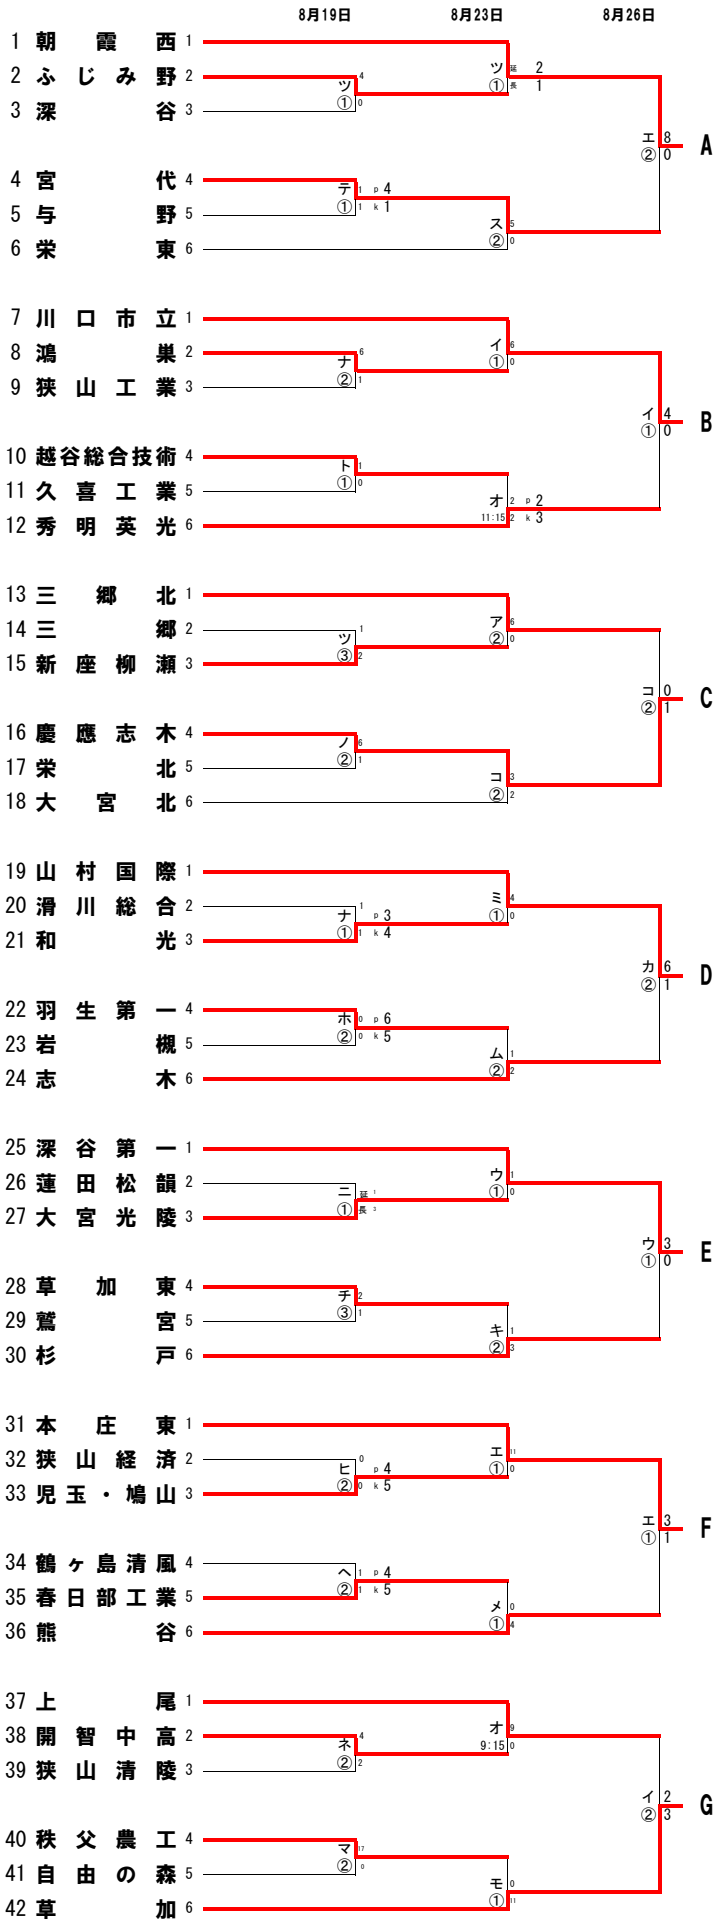 8月19日 8月23日 8月26日
1 朝霞西 1
ツ 延 2
2 ふじみ野 2 4
ツ ① 長 1
3 深谷 3 ① 0
エ 8 A
② 0
4 宮代 4
テ 1 p 4
5 与野 5 ① 1 k 1
ス 5
6 栄東 6 ② 0
7 川口市立 1
イ 6
8 鴻巣 2 6
ナ ① 0
9 狭山工業 3 ② 1
イ 4 B
① 0
10 越谷総合技術 4
ト 1
11 久喜工業 5 ① 0
オ 2 p 2
12 秀明英光 6 11:15 2 k 3
13 三郷北 1
ア 6
14 三郷 2 1
ツ ② 0
15 新座柳瀬 3 ③ 2
コ 0 C
② 1
16 慶應志木 4
ノ 6
17 栄北 5 ② 1
コ 3
18 大宮北 6 ② 2
19 山村国際 1
ミ 4
20 滑川総合 2 1
ナ p 3 ① 0
21 和光 3 ① 1 k 4
カ 6 D
② 1
22 羽生第一 4
ホ 0 p 6
23 岩槻 5 ② 0 k 5
ム 1
24 志木 6 ② 2
25 深谷第一 1
ウ 1
26 蓮田松韻 2
ニ 延 1 ① 0
27 大宮光陵 3 ① 長 3
ウ 3 E
① 0
28 草加東 4
チ 2
29 鷲宮 5 ③ 1
キ 1
30 杉戸 6 ② 3
31 本庄東 1
エ 11
32 狭山経済 2 0
ヒ p 4 ① 0
33 児玉・鳩山 3 ② 0 k 5
エ 3 F
① 1
34 鶴ヶ島清風 4
ヘ 1 p 4
35 春日部工業 5 ② 1 k 5
メ 0
36 熊谷 6 ① 4
37 上尾 1
オ 9
38 開智中高 2 4
ネ 9:15 0
39 狭山清陵 3 ② 2
イ 2 G
② 3
40 秩父農工 4
マ 17
41 自由の森 5 ② 0
モ 0
42 草加 6 ① 11